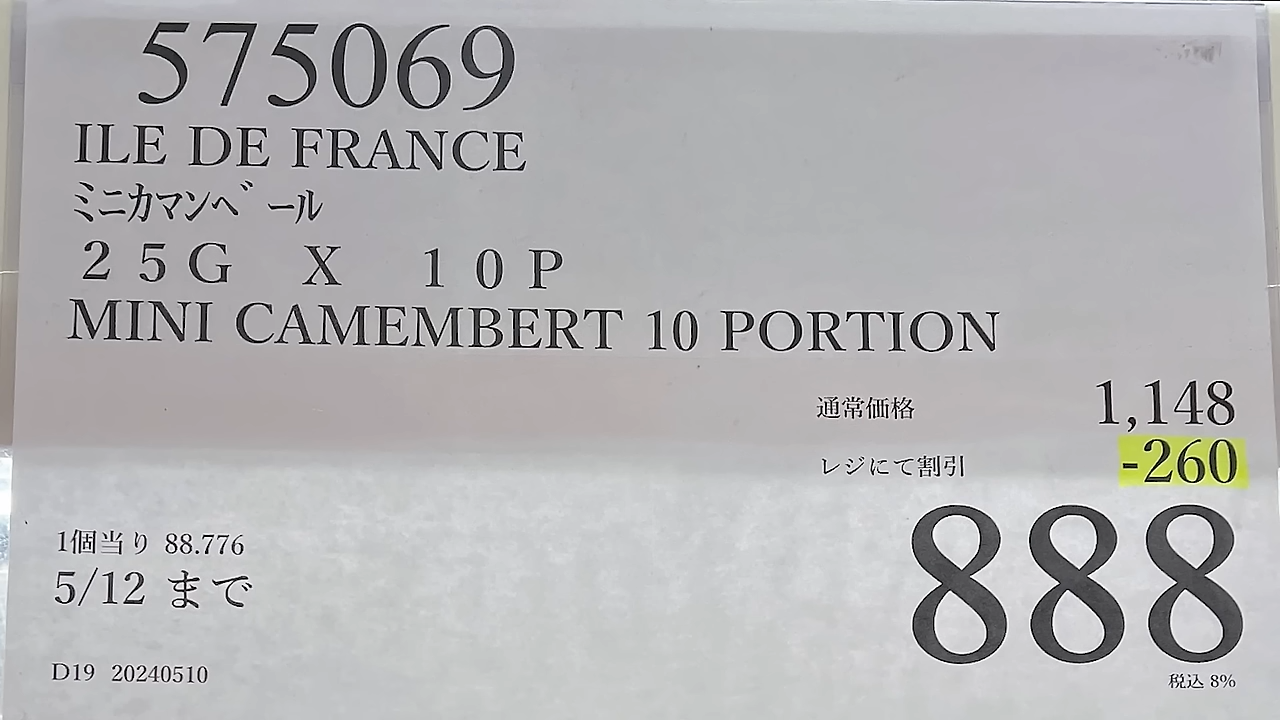 575069
ILE DE FRANCE
ミニカマンベ゛ール
２５G　X　１０P
MINI CAMEMBERT 10 PORTION
通常価格 1,148
レジにて割引 -260
888
1個当り 88.776
5/12 まで
D19 20240510
税込 8%